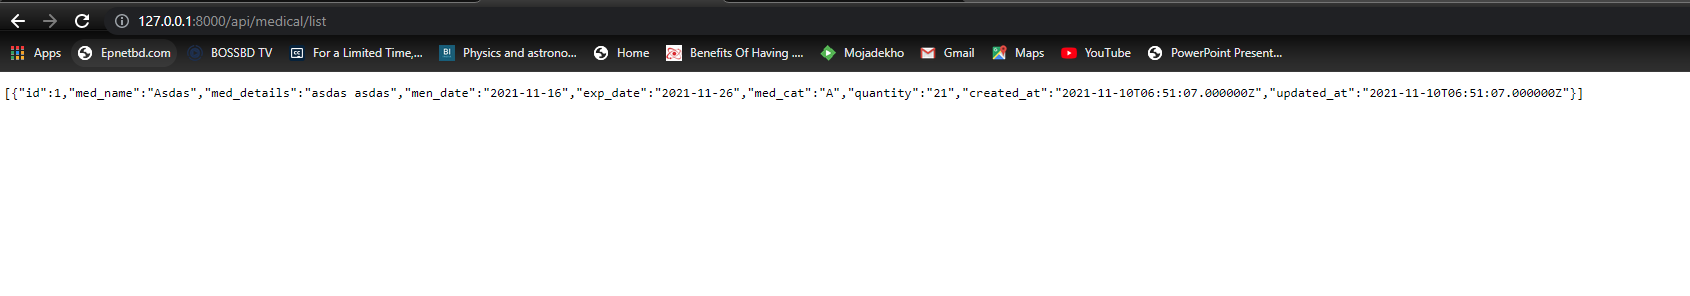 127.0.0.1:8000/api/medical/list
Apps Epnetbd.com BOSSBD TV CC For a Limited Time,... BI Physics and astrono... Home Benefits Of Having .... Mojadekho Gmail Maps YouTube PowerPoint Present...
[{"id":1,"med_name":"Asdas","med_details":"asdas asdas","men_date":"2021-11-16","exp_date":"2021-11-26","med_cat":"A","quantity":"21","created_at":"2021-11-10T06:51:07.000000Z","updated_at":"2021-11-10T06:51:07.000000Z"}]